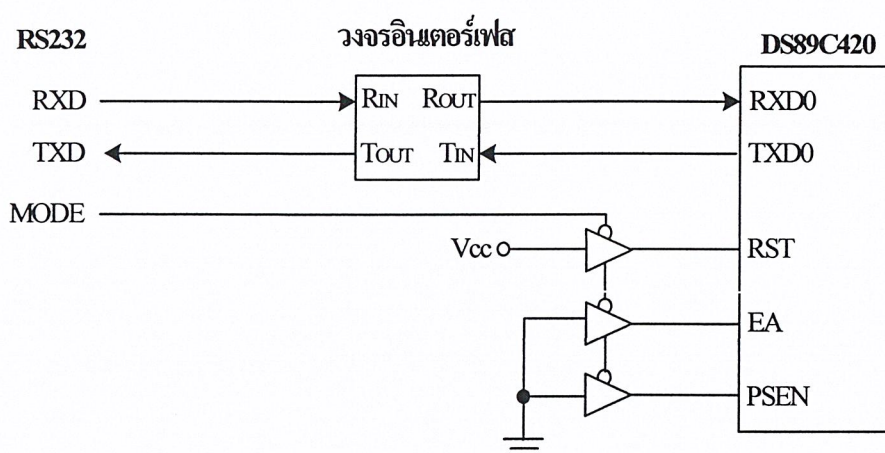 RS232 วงจรอินเตอร์เฟส DS89C420
RXD RIN ROUT RXD0
TXD TOUT TIN TXD0
MODE
Vcc RST
EA
PSEN